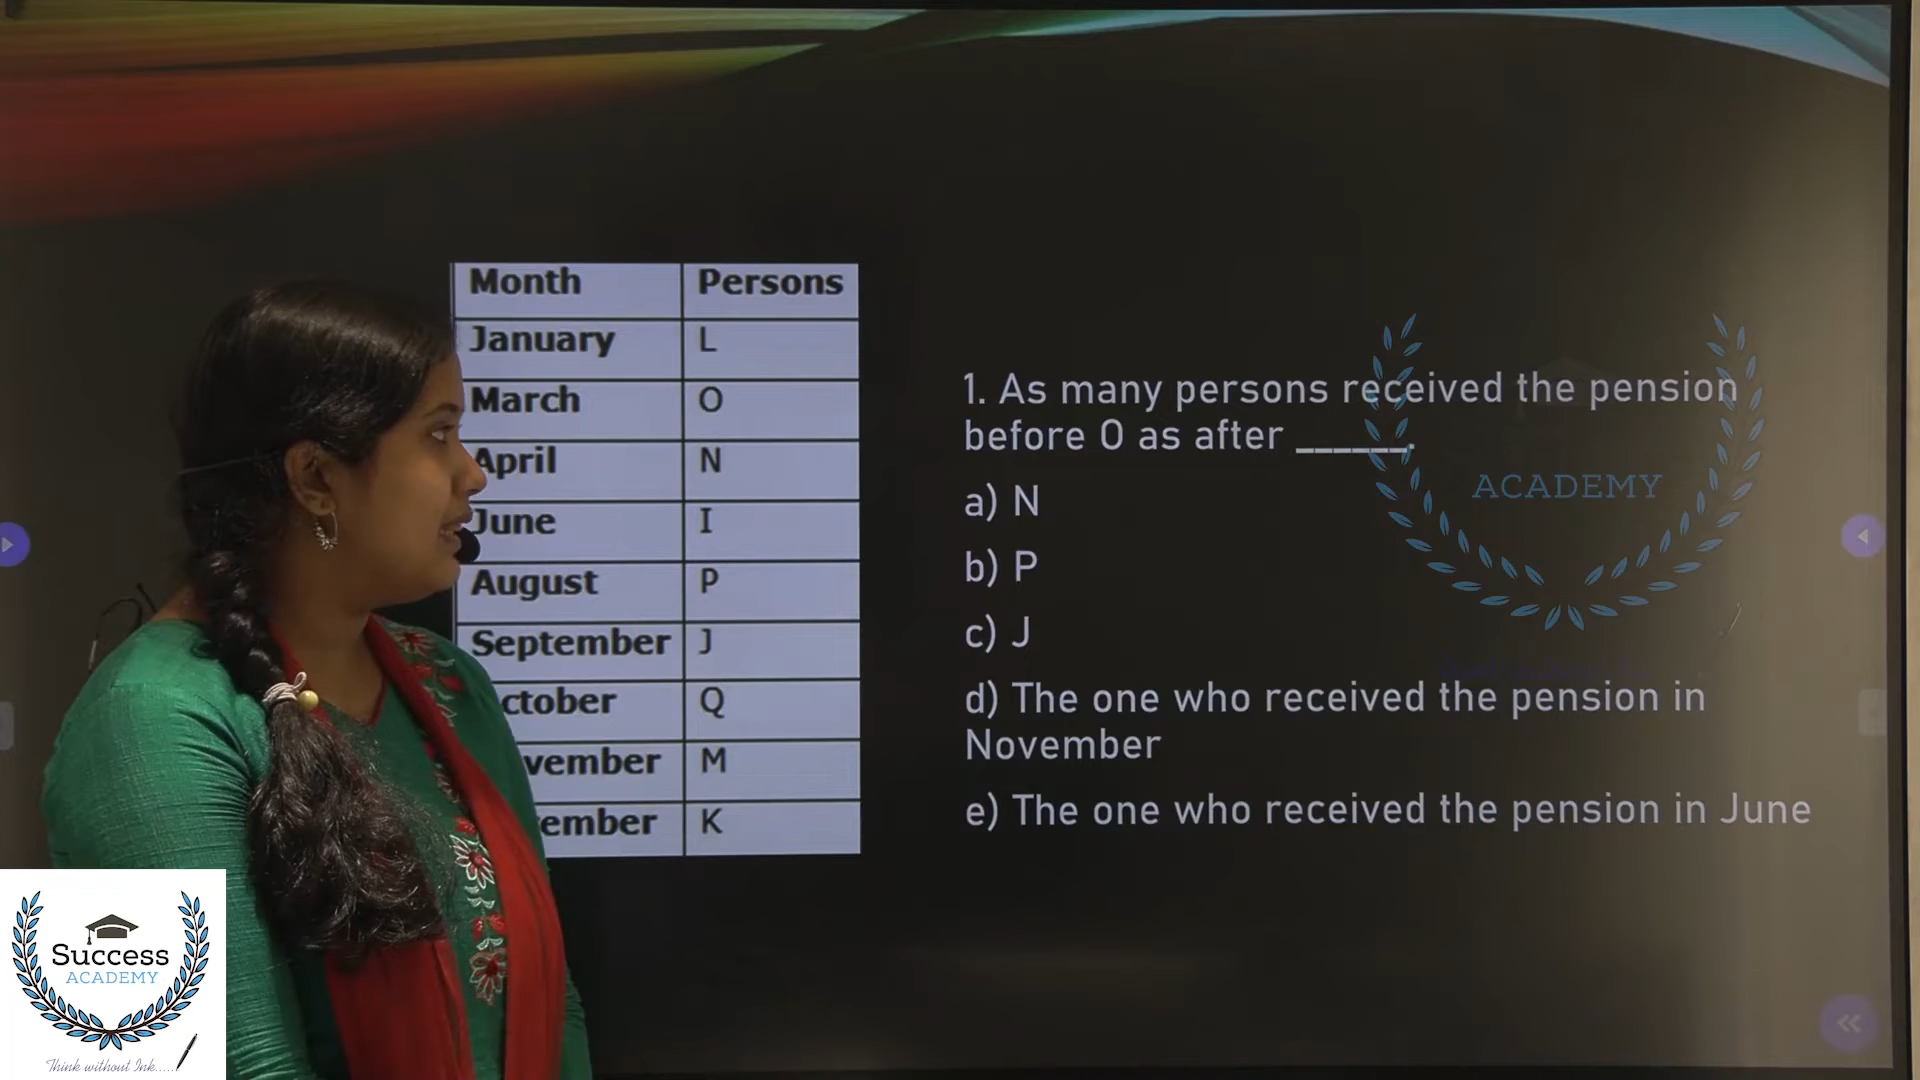 Month Persons
January L
March O
April N
June I
August P
September J
ctober Q
vember M
ember K
1. As many persons received the pension
before O as after ______.
a) N
b) P
c) J
d) The one who received the pension in
November
e) The one who received the pension in June
ACADEMY
Success
ACADEMY
Think without Ink.....